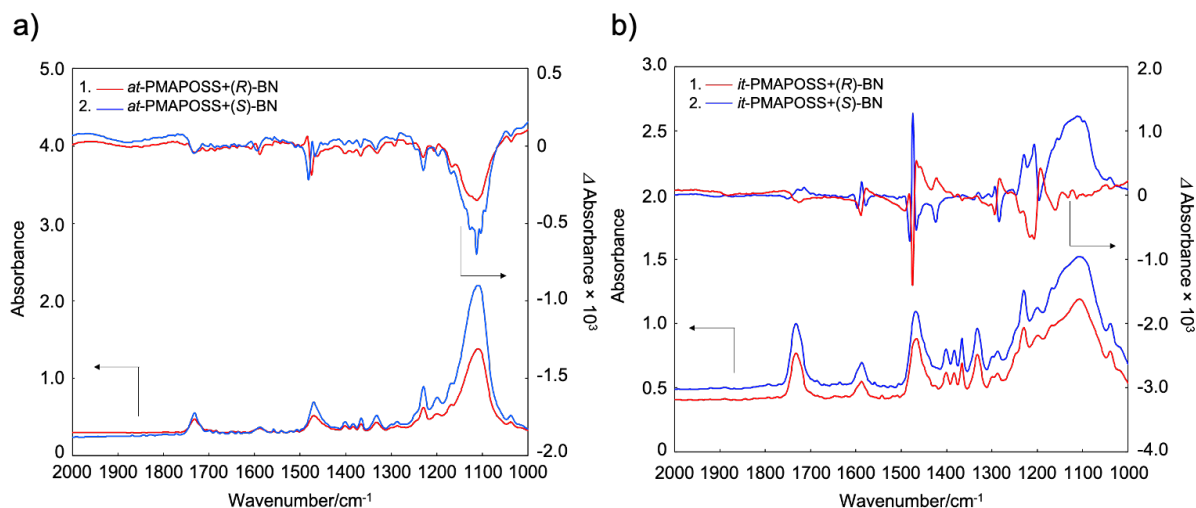 a)
5.0
4.0
3.0
2.0
1.0
0
Absorbance
1. at-PMAPOSS+(R)-BN
2. at-PMAPOSS+(S)-BN
0.5
0
-0.5
-1.0
-1.5
-2.0
Δ Absorbance × 10³
2000 1900 1800 1700 1600 1500 1400 1300 1200 1100 1000
Wavenumber/cm⁻¹
b)
3.0
2.5
2.0
1.5
1.0
0.5
0
Absorbance
1. it-PMAPOSS+(R)-BN
2. it-PMAPOSS+(S)-BN
2.0
1.0
0
-1.0
-2.0
-3.0
-4.0
Δ Absorbance × 10³
2000 1900 1800 1700 1600 1500 1400 1300 1200 1100 1000
Wavenumber/cm⁻¹